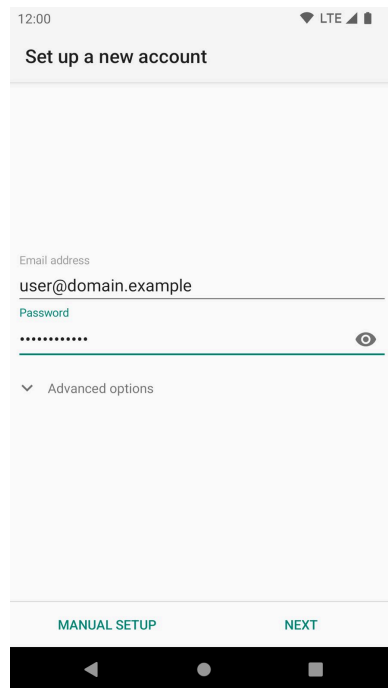 12:00 LTE
Set up a new account
Email address
user@domain.example
Password
••••••••••••
Advanced options
MANUAL SETUP NEXT